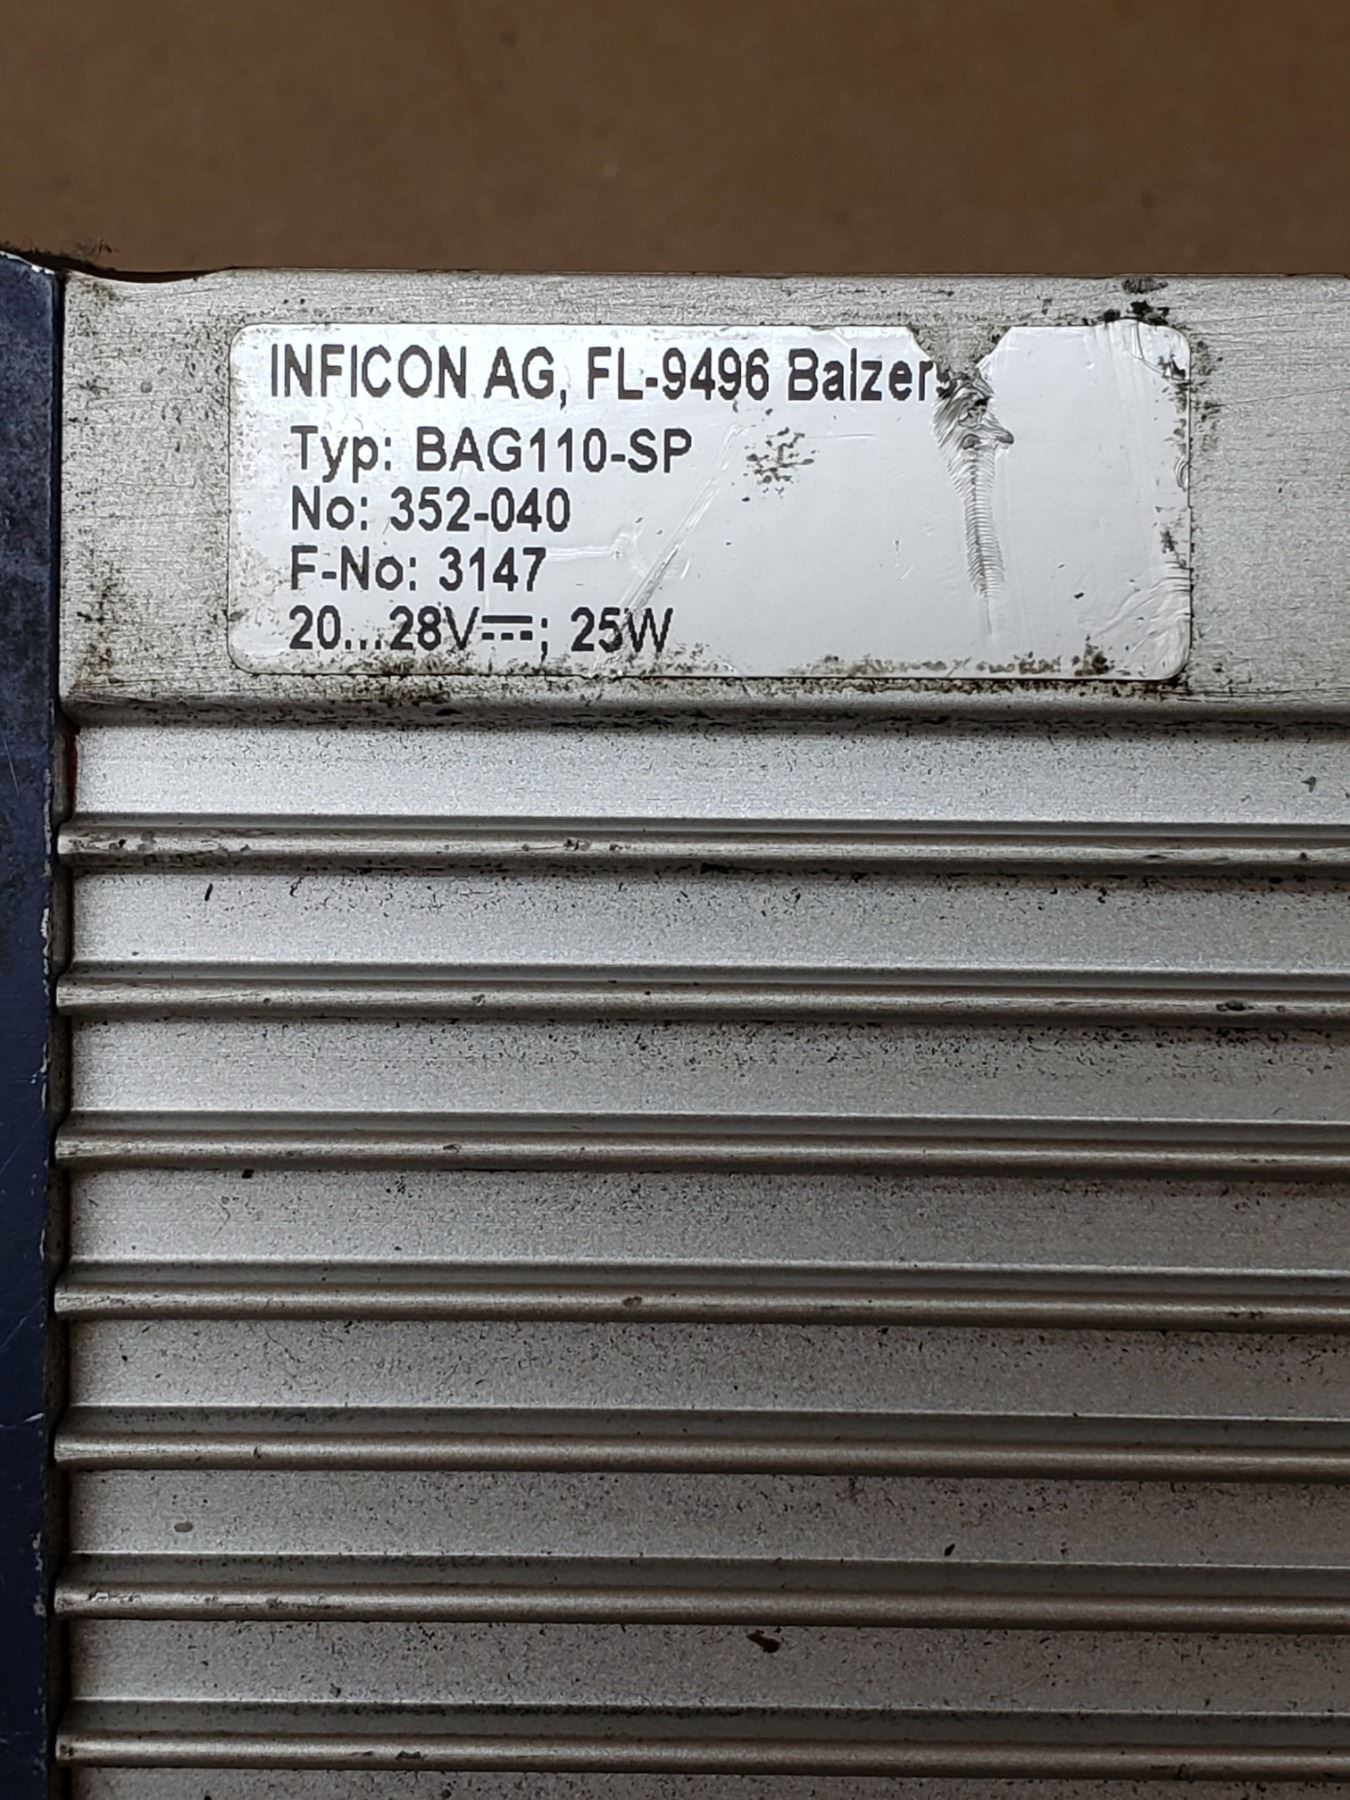 INFICON AG, FL-9496 Balzers
Typ: BAG110-SP
No: 352-040
F-No: 3147
20...28V⎓; 25W